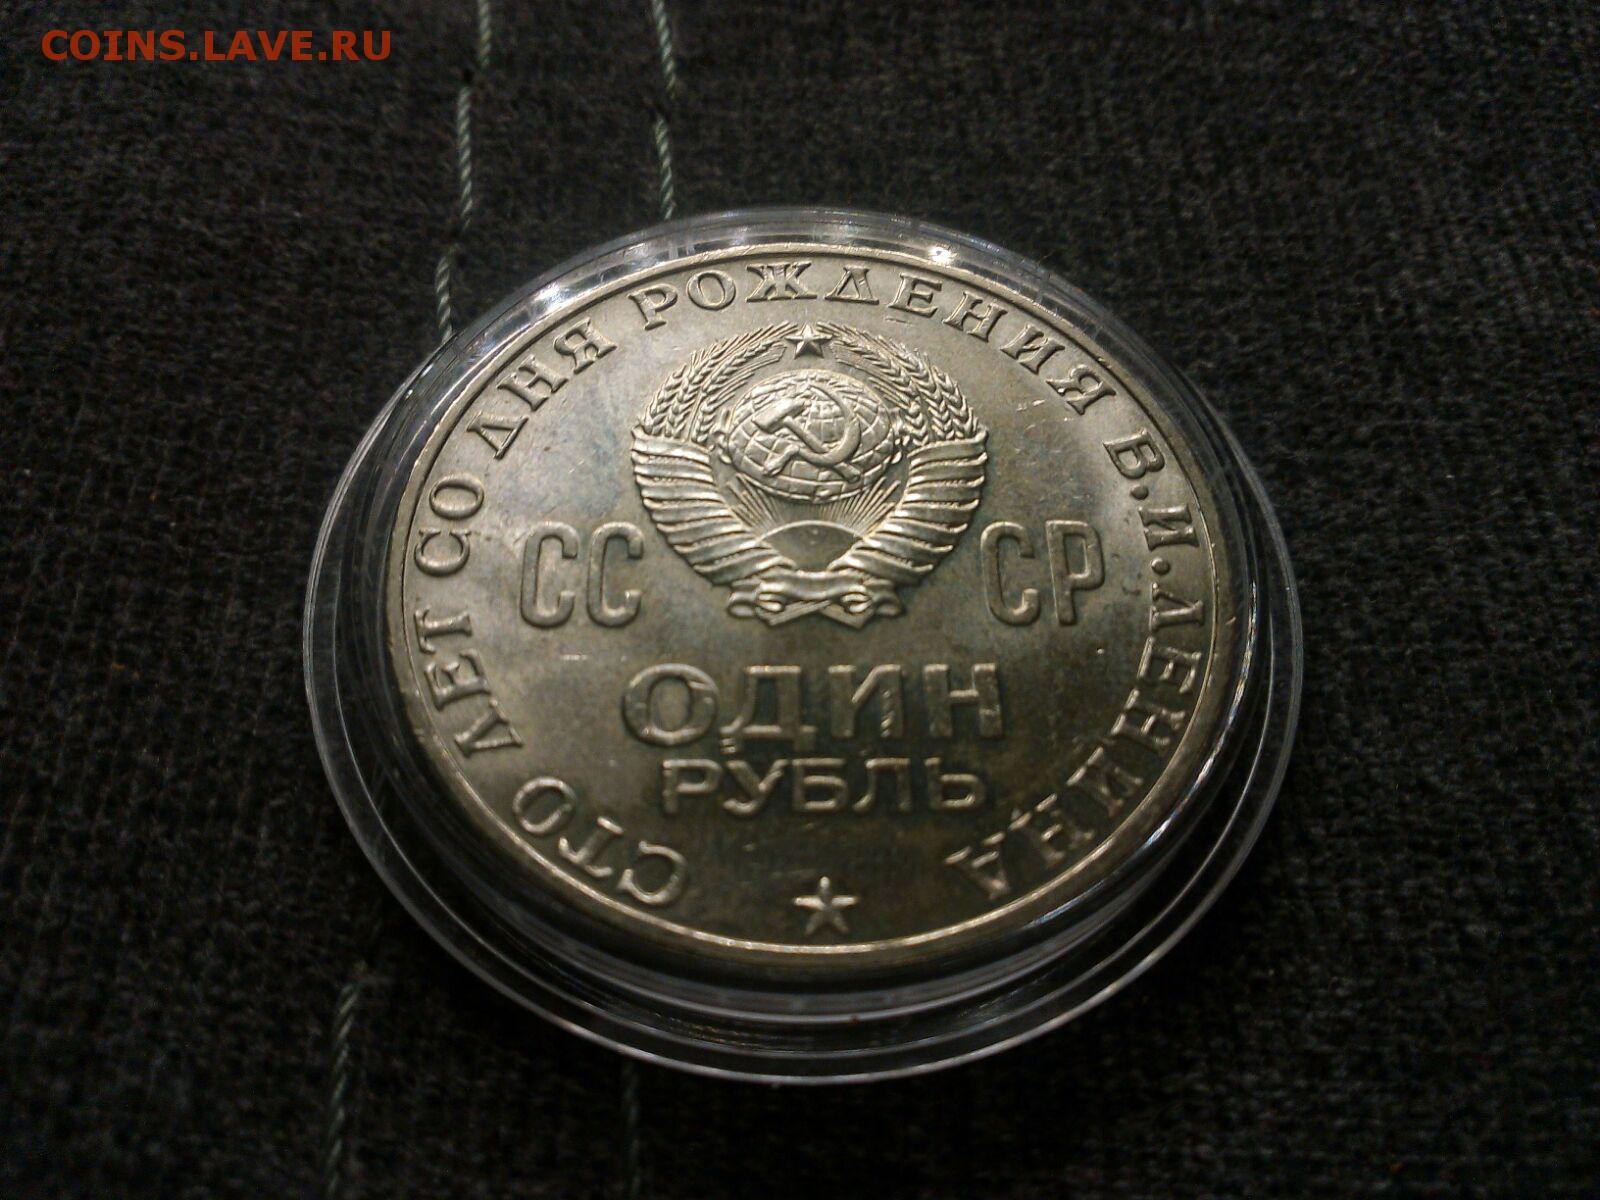 COINS.LAVE.RU
СТО ЛЕТ СО ДНЯ РОЖДЕНИЯ В.И.ЛЕНИНА
СС СР
ОДИН
РУБЛЬ